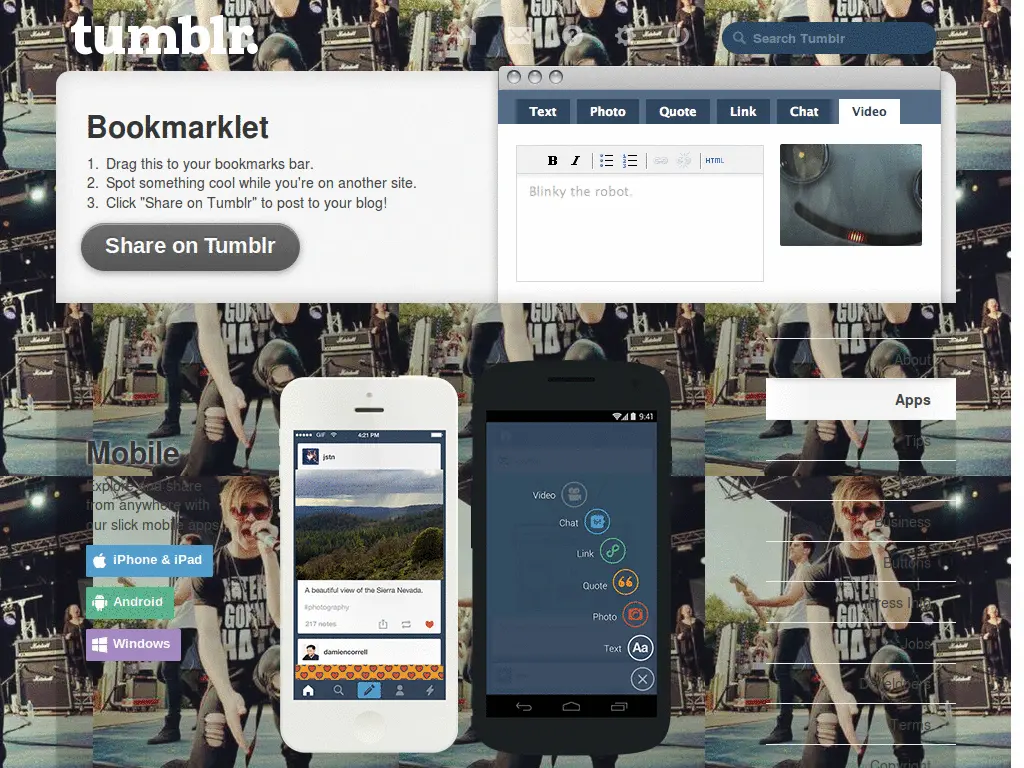 tumblr.
Search Tumblr
Bookmarklet
1. Drag this to your bookmarks bar.
2. Spot something cool while you're on another site.
3. Click "Share on Tumblr" to post to your blog!
Share on Tumblr
Text Photo Quote Link Chat Video
B I HTML
Blinky the robot.
About
Apps
Tips
Business
Buttons
Press Info
Jobs
Developers
Terms
Copyright
Mobile
Explore and share
from anywhere with
our slick mobile apps
iPhone & iPad
Android
Windows
GIF 4:21 PM
jstn
A beautiful view of the Sierra Nevada.
#photography
217 notes
damiencorrell
9:41
Video
Chat
Link
Quote
Photo
Text Aa
Marshall